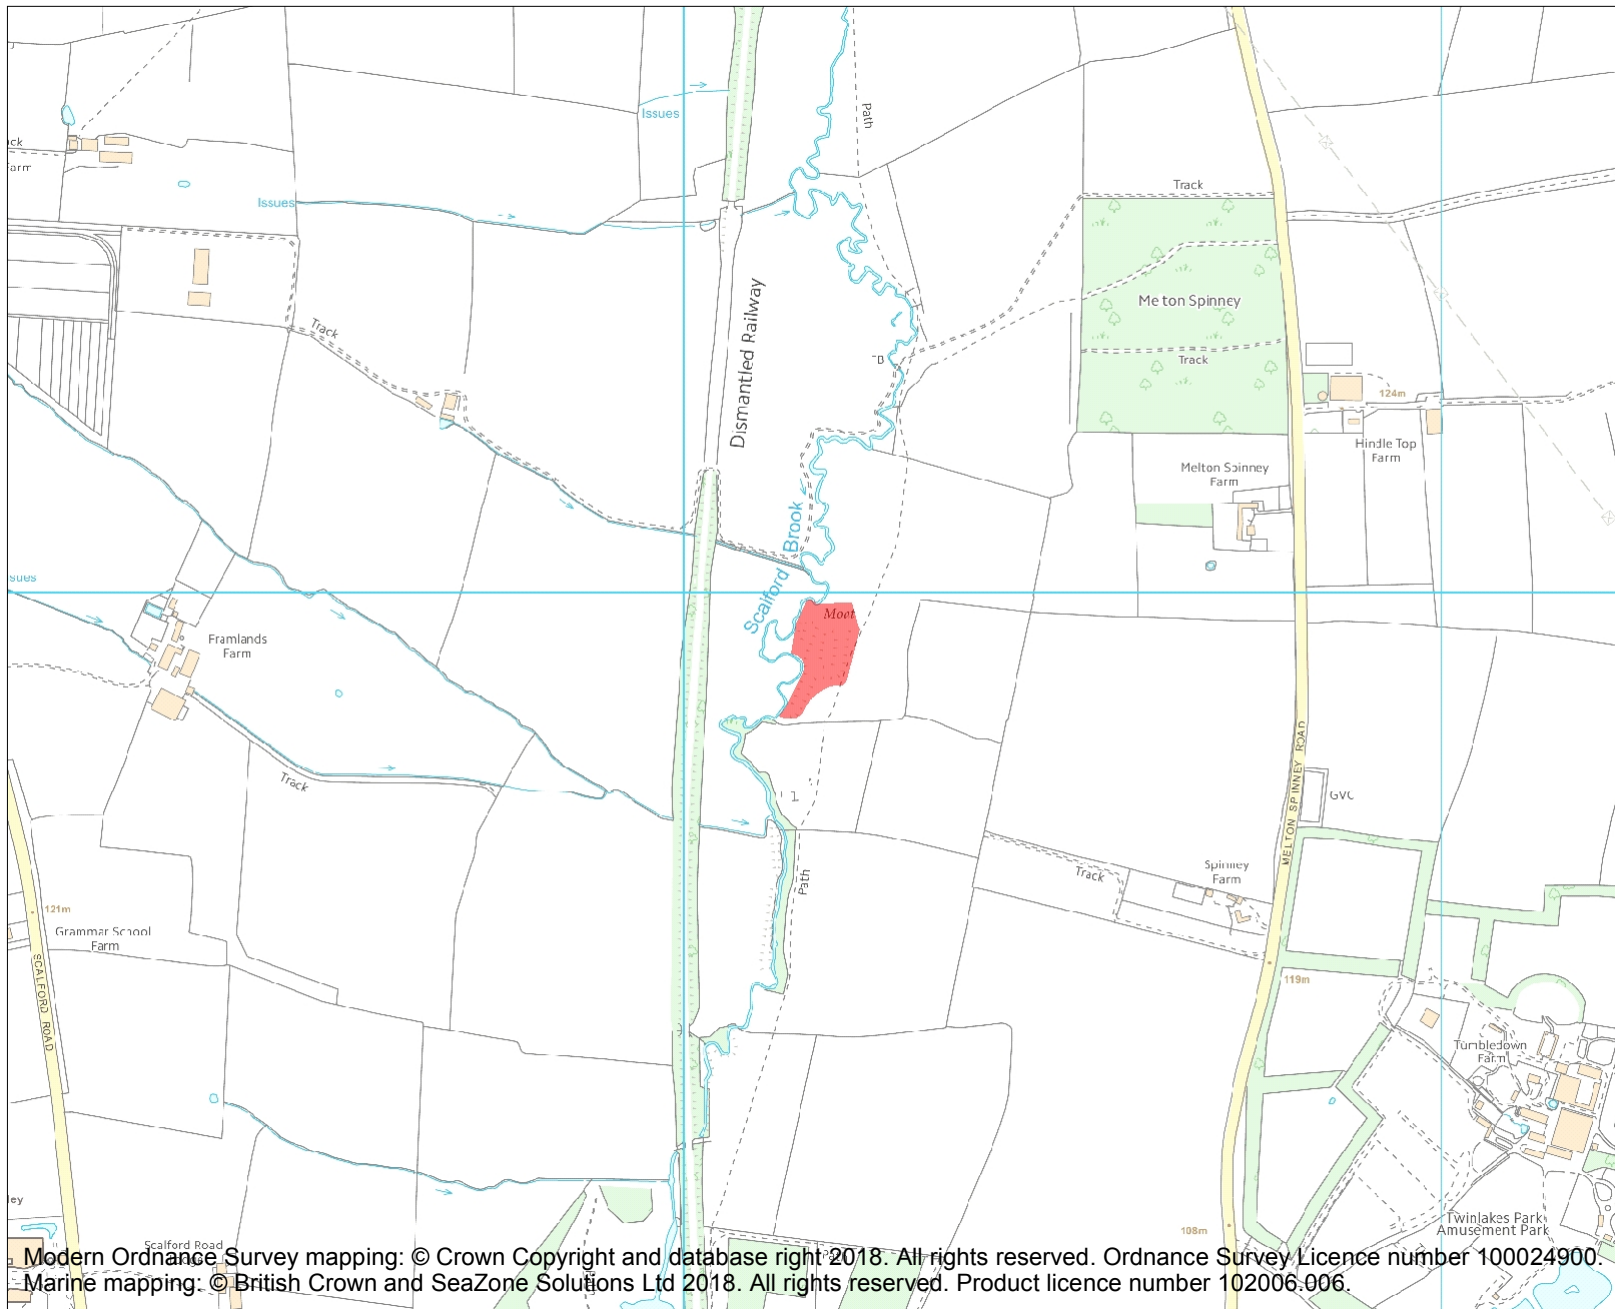 Path
Issues
Track
Issues
Melton Spinney
Track
Track
Dismantled Railway
124m
Hindle Top
Farm
Melton Spinney
Farm
Scalford Brook
Moat
Framlands
Farm
MELTON SPINNEY ROAD
Track
Path
Spinney
Farm
Track
121m
Grammar School
Farm
SCALFORD ROAD
119m
Tumbledown
Farm
108m
Twinlakes Park
Amusement Park
Scalford Road
Modern Ordnance Survey mapping: © Crown Copyright and database right 2018. All rights reserved. Ordnance Survey Licence number 100024900.
Marine mapping: © British Crown and SeaZone Solutions Ltd 2018. All rights reserved. Product licence number 102006.006.